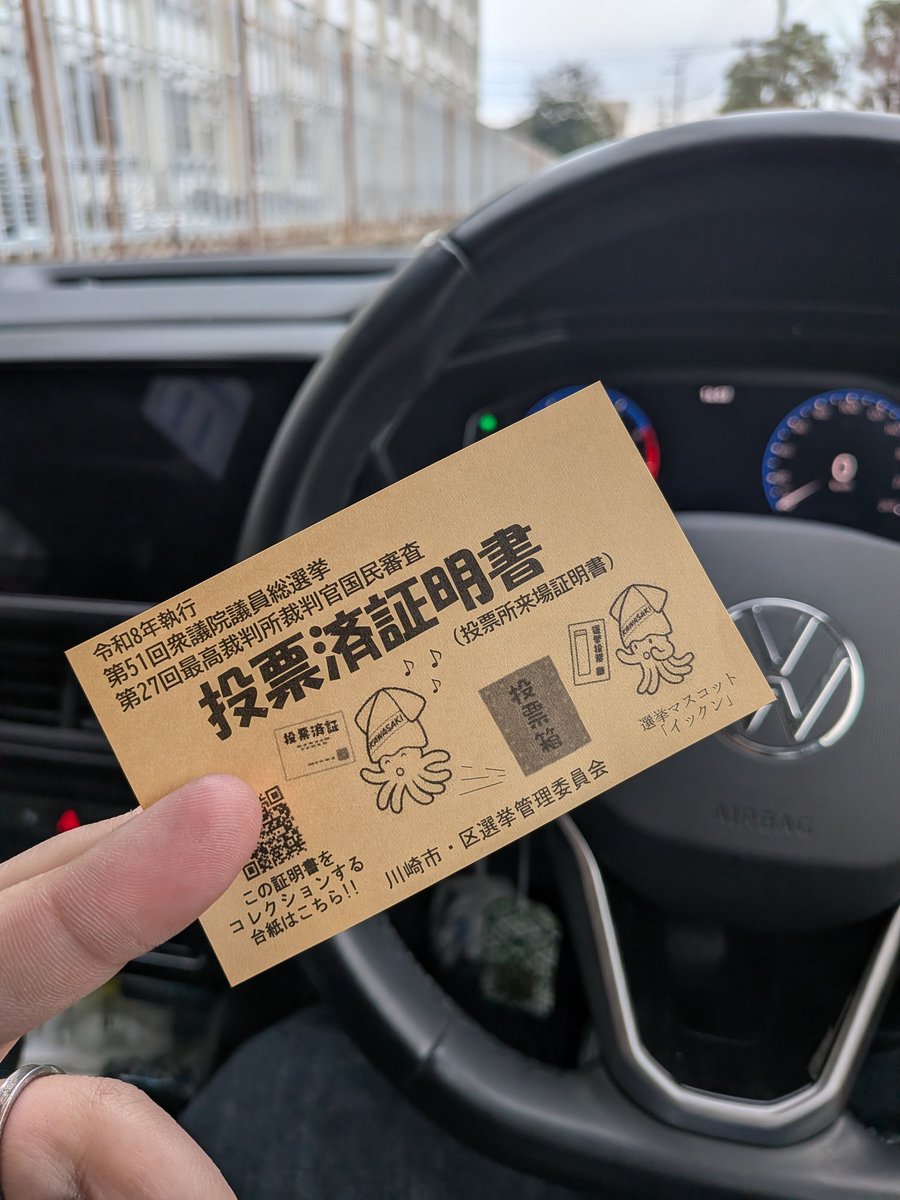 令和8年執行
第51回衆議院議員総選挙
第27回最高裁判所裁判官国民審査
投票済証明書
(投票所来場証明書)
投票済証
KAWASAKI
投票箱
KAWASAKI
選挙マスコット
「イックン」
この証明書を
コレクションする
台紙はこちら!!
川崎市・区選挙管理委員会
0
AIRBAG